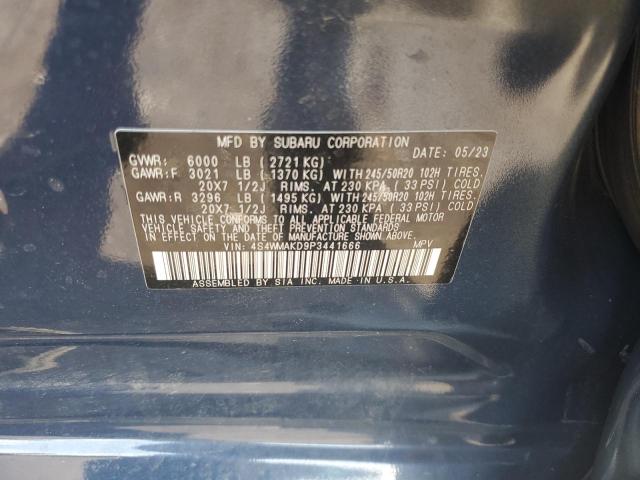 MFD BY SUBARU CORPORATION DATE: 05/23
GVWR: 6000 LB (2721KG)
GAWR:F 3021 LB (1370KG) WITH 245/50R20 102H TIRES.
20X7 1/2J RIMS. AT 230 KPA (33 PSI) COLD
GAWR:R 3296 LB (1495KG) WITH 245/50R20 102H TIRES.
20X7 1/2J RIMS. AT 230 KPA (33 PSI) COLD
THIS VEHICLE CONFORMS TO ALL APPLICABLE FEDERAL MOTOR
VEHICLE SAFETY AND THEFT PREVENTION STANDARDS
IN EFFECT ON THE DATE OF MANUFACTURE SHOWN ABOVE.
VIN: 4S4WMAKD9P3441666 MPV
ASSEMBLED BY SIA INC. MADE IN U.S.A.